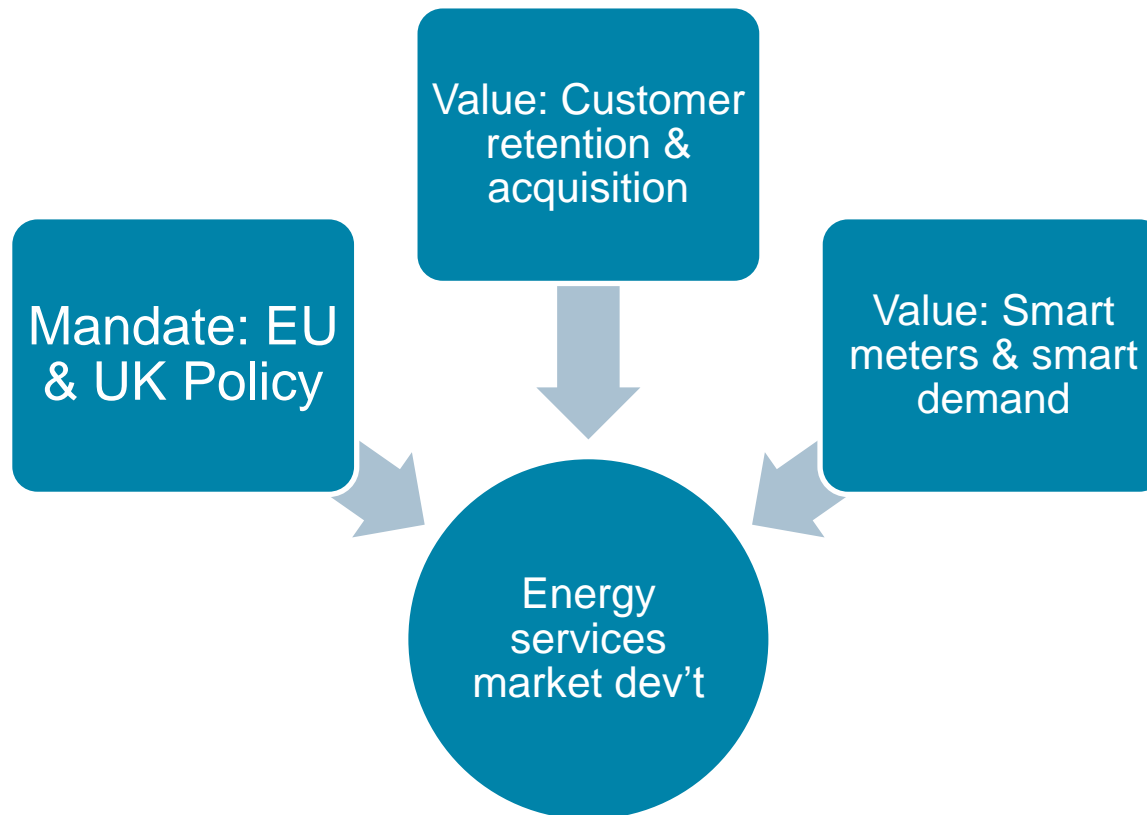 Value: Customer
retention &
acquisition
Mandate: EU
& UK Policy
Value: Smart
meters & smart
demand
Energy
services
market dev’t